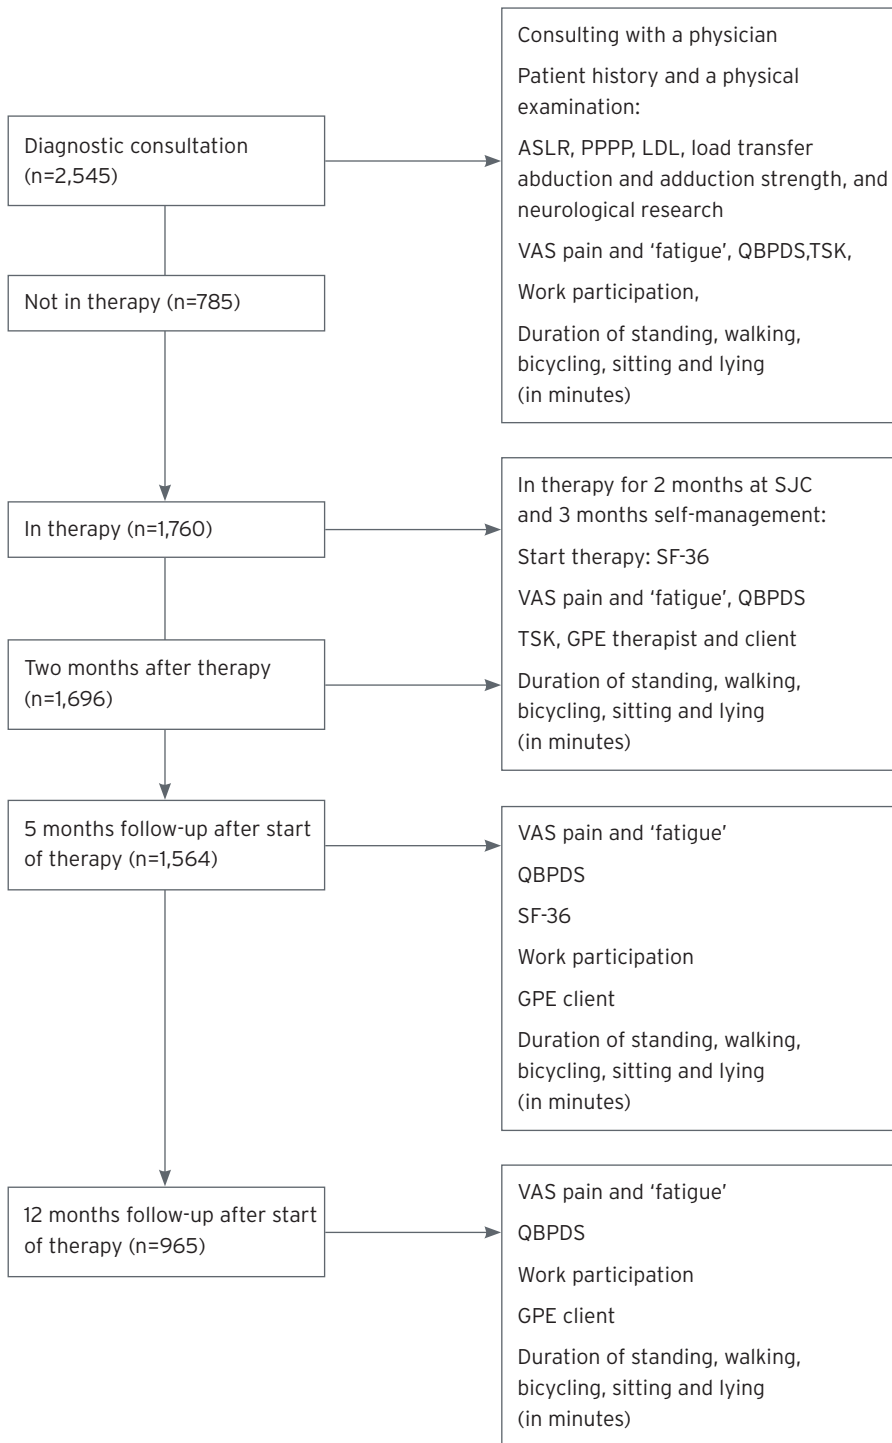 Diagnostic consultation
(n=2,545)
Consulting with a physician
Patient history and a physical
examination:
ASLR, PPPP, LDL, load transfer
abduction and adduction strength, and
neurological research
VAS pain and ‘fatigue’, QBPDS,TSK,
Work participation,
Duration of standing, walking,
bicycling, sitting and lying
(in minutes)
Not in therapy (n=785)
In therapy (n=1,760)
In therapy for 2 months at SJC
and 3 months self-management:
Start therapy: SF-36
VAS pain and ‘fatigue’, QBPDS
TSK, GPE therapist and client
Duration of standing, walking,
bicycling, sitting and lying
(in minutes)
Two months after therapy
(n=1,696)
5 months follow-up after start
of therapy (n=1,564)
VAS pain and ‘fatigue’
QBPDS
SF-36
Work participation
GPE client
Duration of standing, walking,
bicycling, sitting and lying
(in minutes)
12 months follow-up after start
of therapy (n=965)
VAS pain and ‘fatigue’
QBPDS
Work participation
GPE client
Duration of standing, walking,
bicycling, sitting and lying
(in minutes)